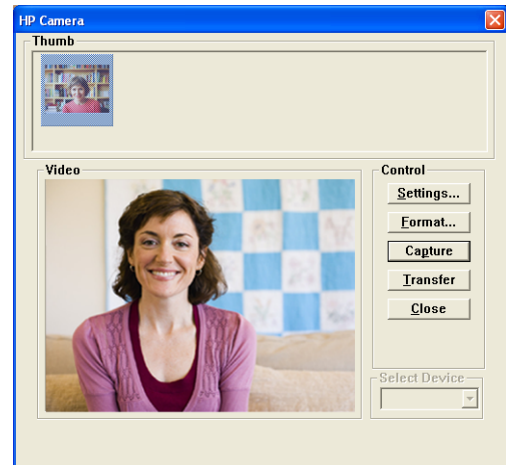 HP Camera
Thumb
Video
Control
Settings...
Format...
Capture
Transfer
Close
Select Device